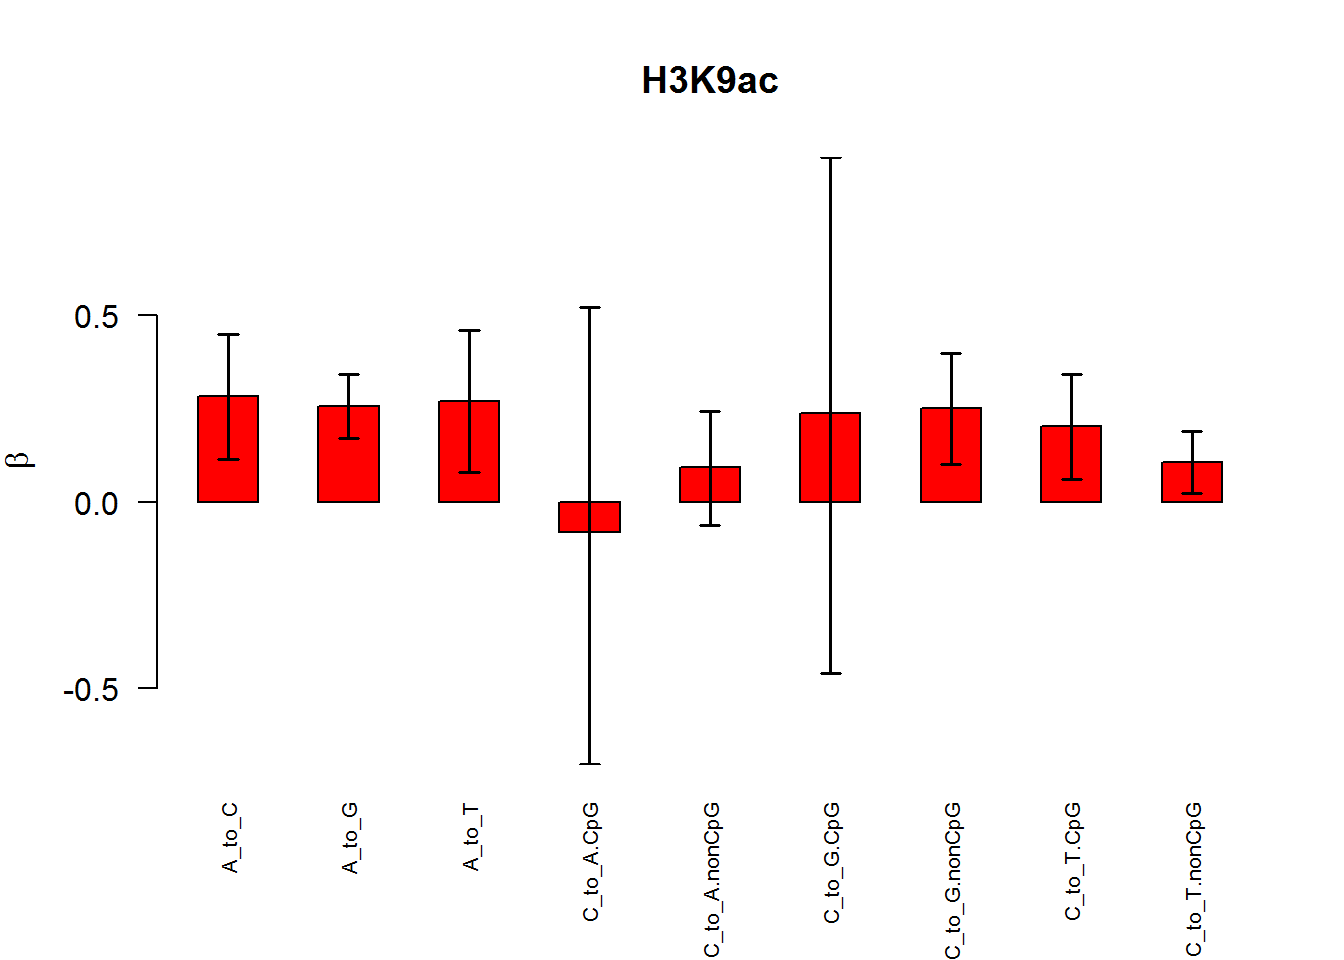 H3K9ac
β
0.5
0.0
-0.5
A_to_C
A_to_G
A_to_T
C_to_A.CpG
C_to_A.nonCpG
C_to_G.CpG
C_to_G.nonCpG
C_to_T.CpG
C_to_T.nonCpG